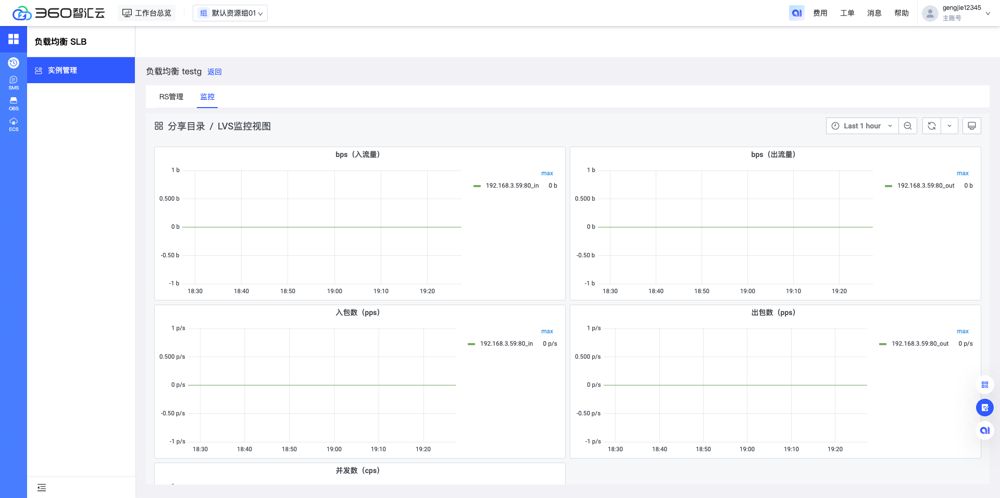 360智汇云
工作台总览
组 默认资源组01
费用
工单
消息
帮助
gengjie12345
主账号
负载均衡 SLB
实例管理
SMS
OBS
ECS
负载均衡 testg 返回
RS管理
监控
分享目录 / LVS监控视图
Last 1 hour
bps（入流量）
1 b
0.500 b
0 b
-0.50 b
-1 b
18:30 18:40 18:50 19:00 19:10 19:20
max
192.168.3.59:80_in 0 b
bps（出流量）
1 b
0.500 b
0 b
-0.50 b
-1 b
18:30 18:40 18:50 19:00 19:10 19:20
max
192.168.3.59:80_out 0 b
入包数（pps）
1 p/s
0.500 p/s
0 p/s
-0.50 p/s
-1 p/s
18:30 18:40 18:50 19:00 19:10 19:20
max
192.168.3.59:80_in 0 p/s
出包数（pps）
1 p/s
0.500 p/s
0 p/s
-0.50 p/s
-1 p/s
18:30 18:40 18:50 19:00 19:10 19:20
max
192.168.3.59:80_out 0 p/s
并发数（cps）